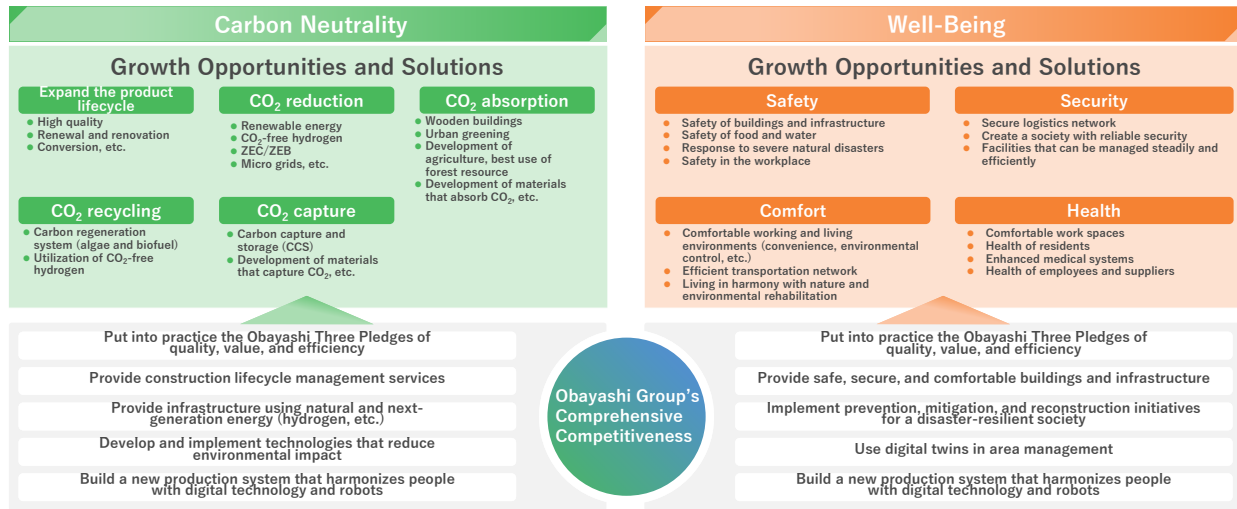 Carbon Neutrality
Growth Opportunities and Solutions
Expand the product
lifecycle
● High quality
● Renewal and renovation
● Conversion, etc.
CO₂ reduction
● Renewable energy
● CO₂-free hydrogen
● ZEC/ZEB
● Micro grids, etc.
CO₂ absorption
● Wooden buildings
● Urban greening
● Development of
agriculture, best use of
forest resource
● Development of materials
that absorb CO₂, etc.
CO₂ recycling
● Carbon regeneration
system (algae and biofuel)
● Utilization of CO₂-free
hydrogen
CO₂ capture
● Carbon capture and
storage (CCS)
● Development of materials
that capture CO₂, etc.
Put into practice the Obayashi Three Pledges of
quality, value, and efficiency
Provide construction lifecycle management services
Provide infrastructure using natural and next-
generation energy (hydrogen, etc.)
Develop and implement technologies that reduce
environmental impact
Build a new production system that harmonizes people
with digital technology and robots
Obayashi Group's
Comprehensive
Competitiveness
Well-Being
Growth Opportunities and Solutions
Safety
● Safety of buildings and infrastructure
● Safety of food and water
● Response to severe natural disasters
● Safety in the workplace
Security
● Secure logistics network
● Create a society with reliable security
● Facilities that can be managed steadily and
efficiently
Comfort
● Comfortable working and living
environments (convenience, environmental
control, etc.)
● Efficient transportation network
● Living in harmony with nature and
environmental rehabilitation
Health
● Comfortable work spaces
● Health of residents
● Enhanced medical systems
● Health of employees and suppliers
Put into practice the Obayashi Three Pledges of
quality, value, and efficiency
Provide safe, secure, and comfortable buildings and infrastructure
Implement prevention, mitigation, and reconstruction initiatives
for a disaster-resilient society
Use digital twins in area management
Build a new production system that harmonizes people
with digital technology and robots